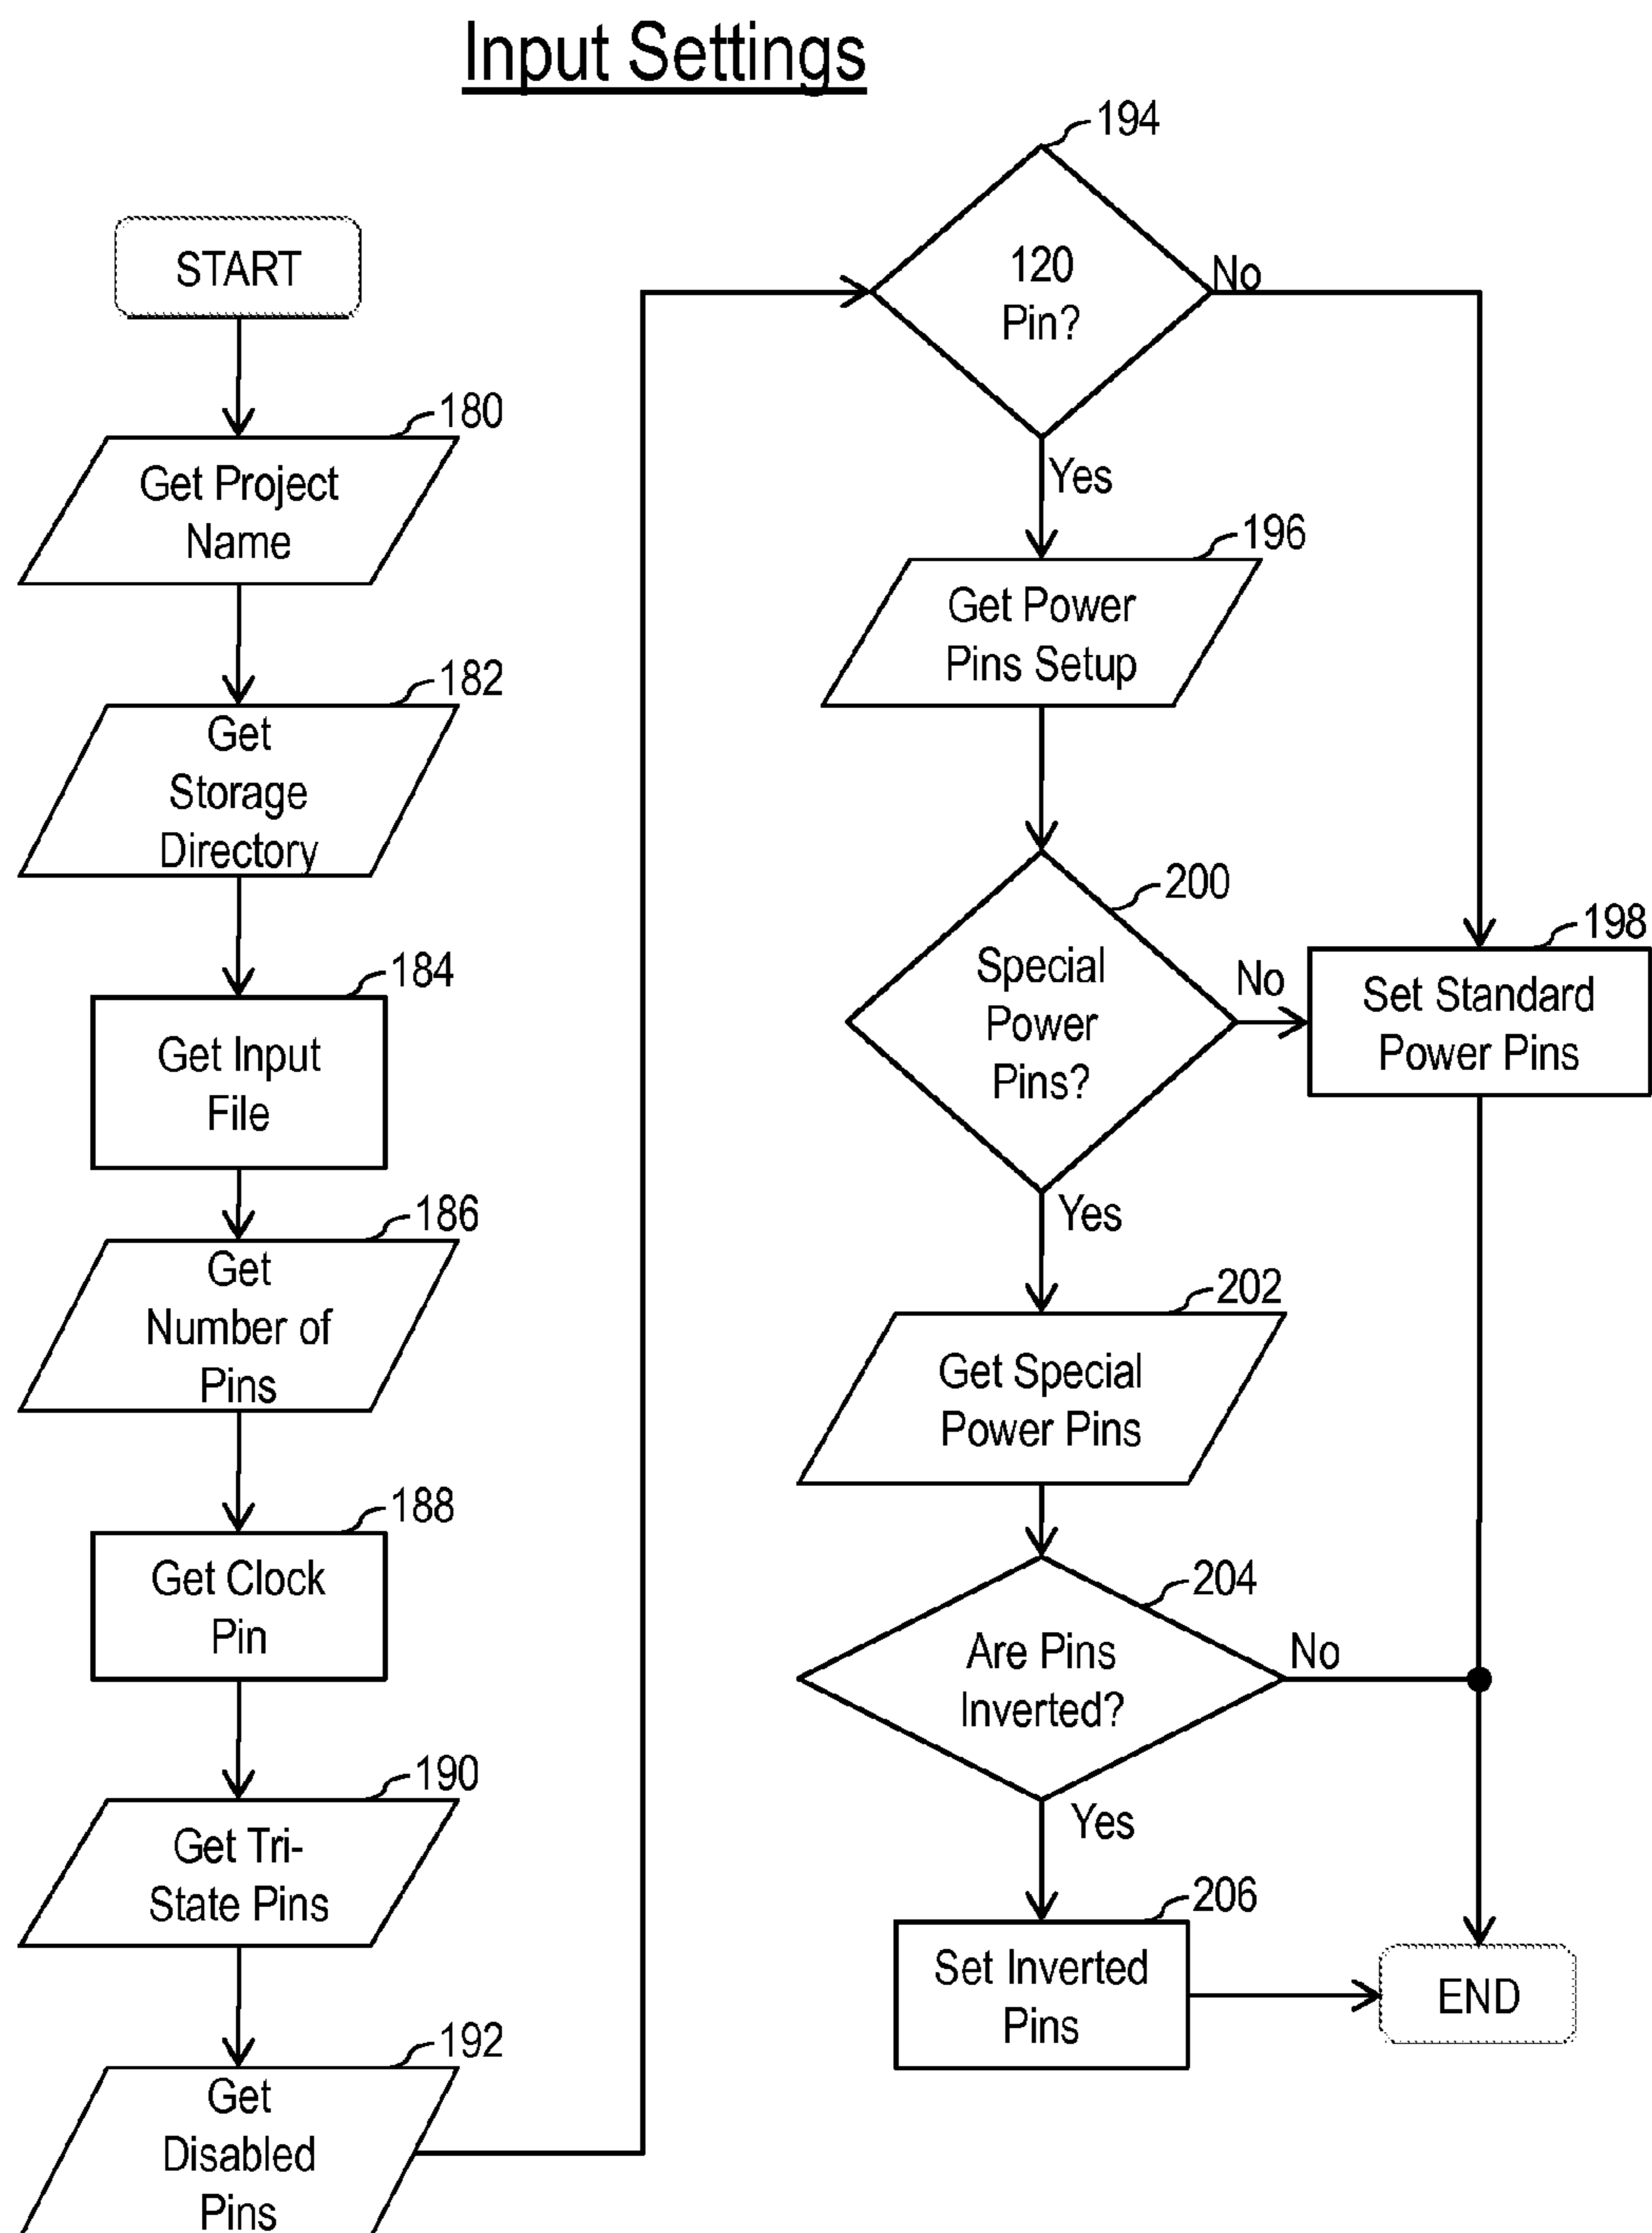 Input Settings
START
180
Get Project
Name
182
Get
Storage
Directory
184
Get Input
File
186
Get
Number of
Pins
188
Get Clock
Pin
190
Get Tri-
State Pins
192
Get
Disabled
Pins
194
120
Pin?
No
Yes
196
Get Power
Pins Setup
200
Special
Power
Pins?
No
198
Set Standard
Power Pins
Yes
202
Get Special
Power Pins
204
Are Pins
Inverted?
No
Yes
206
Set Inverted
Pins
END